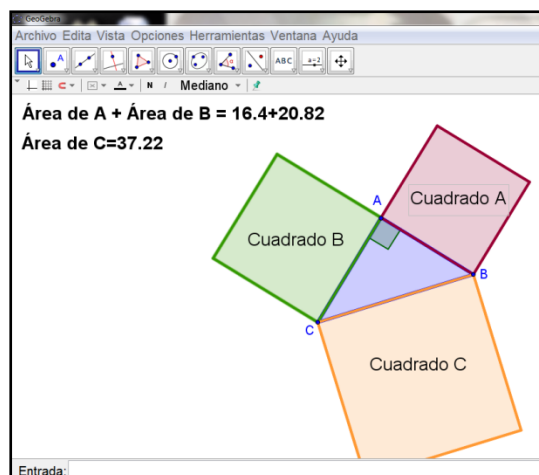 GeoGebra
Archivo Edita Vista Opciones Herramientas Ventana Ayuda
A ABC a=2
A N I Mediano
Área de A + Área de B = 16.4+20.82
Área de C=37.22
A
Cuadrado A
Cuadrado B
B
C
Cuadrado C
Entrada: